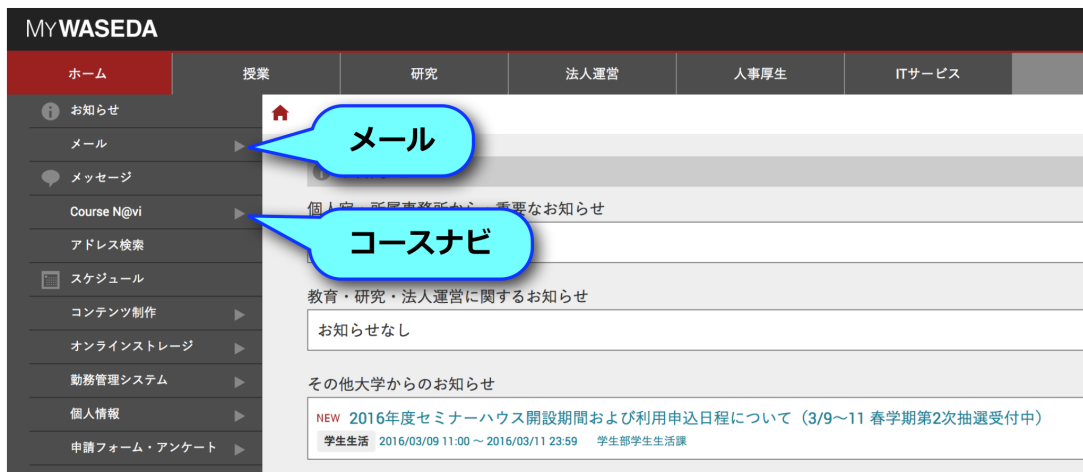 MYWASEDA
ホーム 授業 研究 法人運営 人事厚生 ITサービス
お知らせ
メール
メッセージ
Course N@vi
アドレス検索
スケジュール
コンテンツ制作
オンラインストレージ
勤務管理システム
個人情報
申請フォーム・アンケート
メール
コースナビ
教育・研究・法人運営に関するお知らせ
お知らせなし
その他大学からのお知らせ
NEW 2016年度セミナーハウス開設期間および利用申込日程について（3/9～11 春学期第2次抽選受付中）
学生生活 2016/03/09 11:00 ～ 2016/03/11 23:59 学生部学生生活課